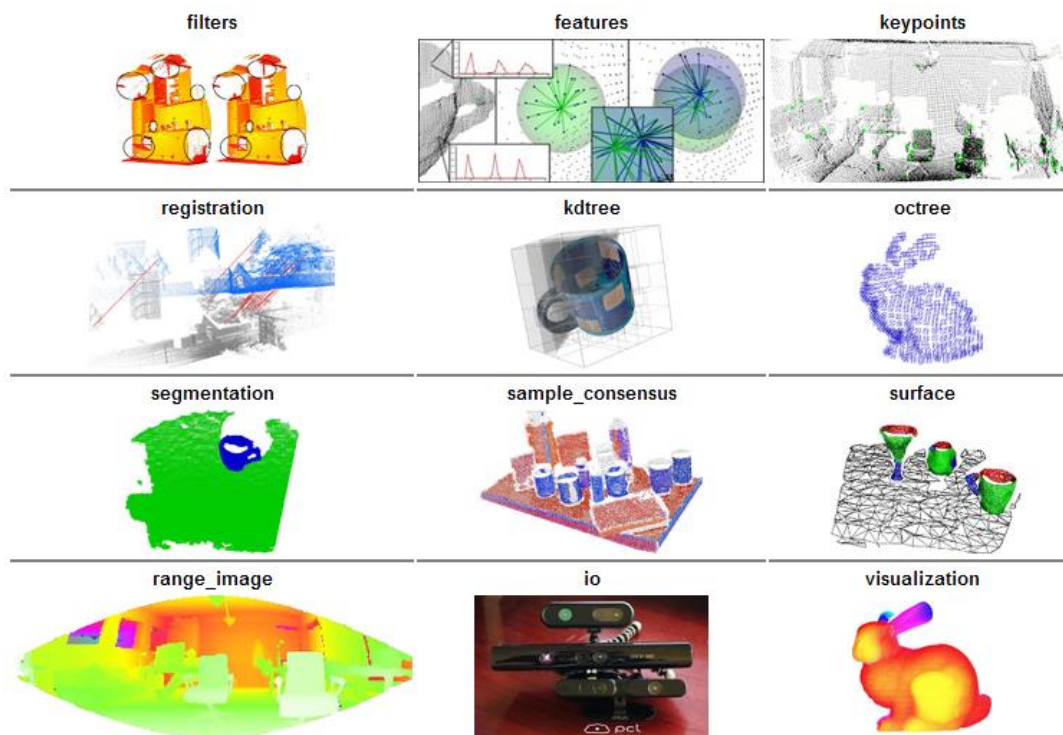 filters
features
keypoints
registration
kdtree
octree
segmentation
sample_consensus
surface
range_image
io
visualization
pcl